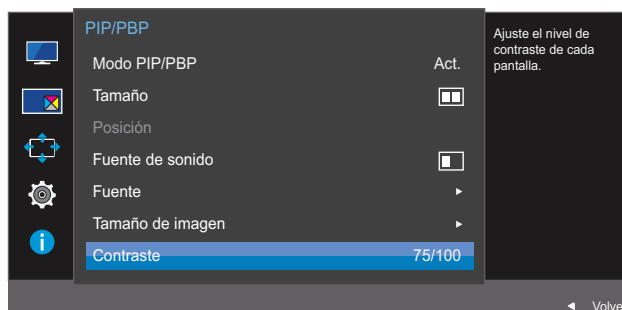 PIP/PBP
Modo PIP/PBP Act.
Tamaño
Posición
Fuente de sonido
Fuente
Tamaño de imagen
Contraste 75/100
Ajuste el nivel de
contraste de cada
pantalla.
Volve